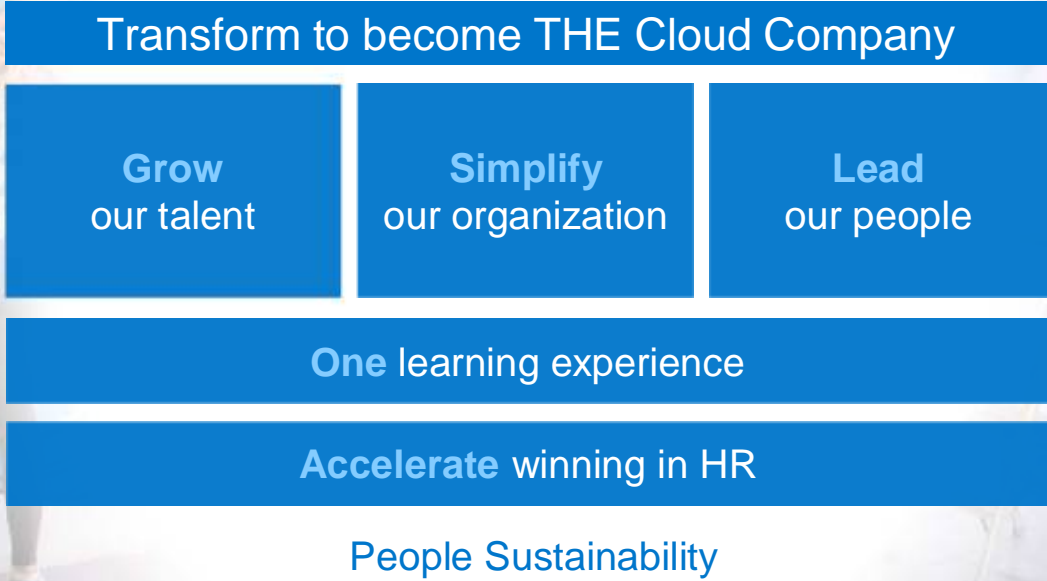 Transform to become THE Cloud Company
Grow
our talent
Simplify
our organization
Lead
our people
One learning experience
Accelerate winning in HR
People Sustainability